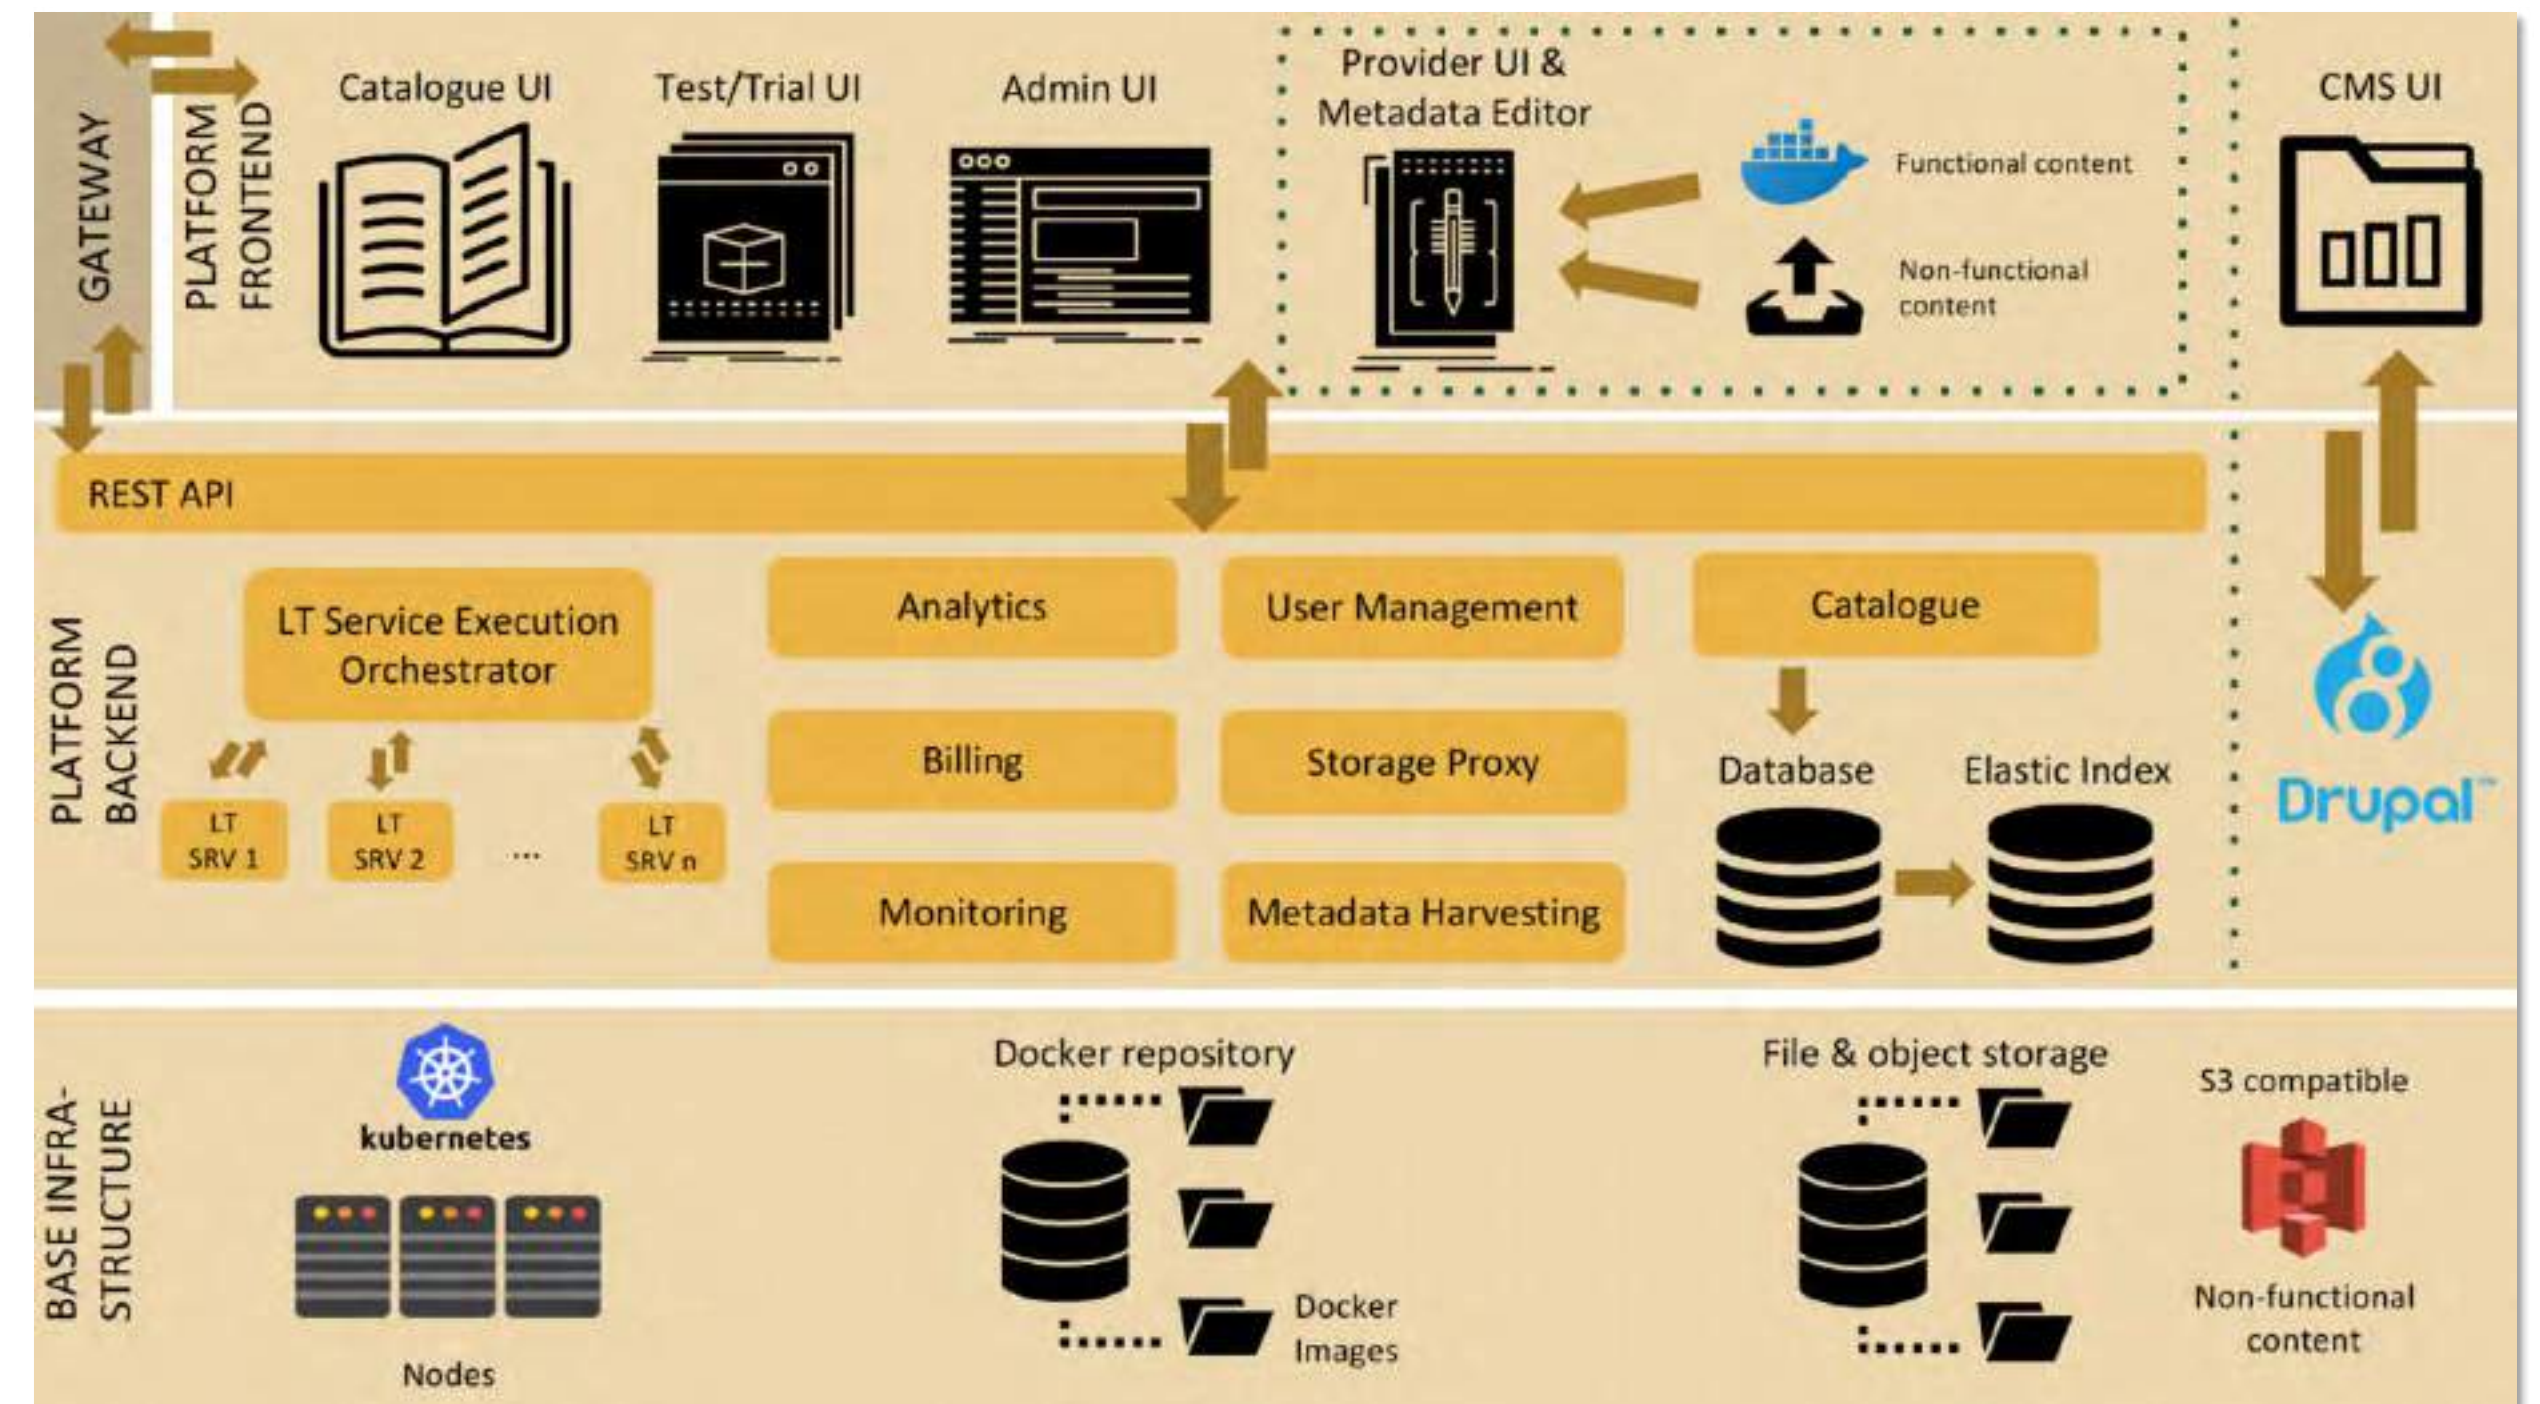 GATEWAY
PLATFORM
FRONTEND
Catalogue UI
Test/Trial UI
Admin UI
Provider UI &
Metadata Editor
Functional content
Non-functional
content
CMS UI
REST API
PLATFORM
BACKEND
LT Service Execution
Orchestrator
LT
SRV 1
LT
SRV 2
...
LT
SRV n
Analytics
Billing
Monitoring
User Management
Storage Proxy
Metadata Harvesting
Catalogue
Database
Elastic Index
Drupal™
BASE INFRA-
STRUCTURE
kubernetes
Nodes
Docker repository
Docker
Images
File & object storage
S3 compatible
Non-functional
content